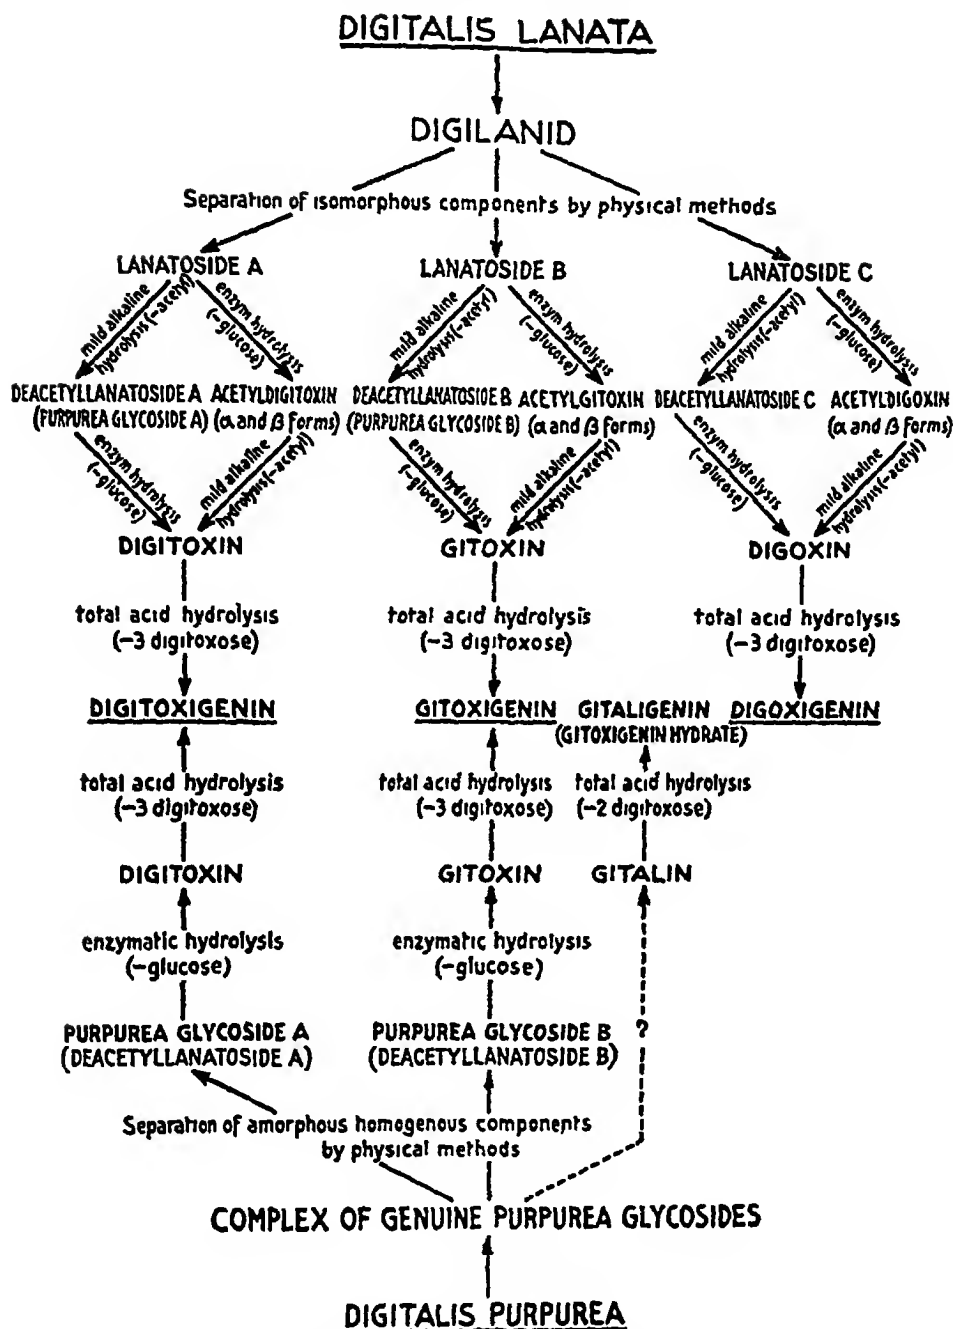 DIGITALIS LANATA
DIGILANID
Separation of isomorphous components by physical methods
LANATOSIDE A
LANATOSIDE B
LANATOSIDE C
mild alkaline
hydrolysis (-acetyl)
enzym hydrolysis
(-glucose)
mild alkaline
hydrolysis (-acetyl)
enzym hydrolysis
(-glucose)
mild alkaline
hydrolysis (-acetyl)
enzym hydrolysis
(-glucose)
DEACETYLLANATOSIDE A
(PURPUREA GLYCOSIDE A)
ACETYLDIGITOXIN
(α and β forms)
DEACETYLLANATOSIDE B
(PURPUREA GLYCOSIDE B)
ACETYLGITOXIN
(α and β forms)
DEACETYLLANATOSIDE C
ACETYLDIGOXIN
(α and β forms)
enzym hydrolysis
(-glucose)
mild alkaline
hydrolysis (-acetyl)
enzym hydrolysis
(-glucose)
mild alkaline
hydrolysis (-acetyl)
enzym hydrolysis
(-glucose)
mild alkaline
hydrolysis (-acetyl)
DIGITOXIN
GITOXIN
DIGOXIN
total acid hydrolysis
(-3 digitoxose)
total acid hydrolysis
(-3 digitoxose)
total acid hydrolysis
(-3 digitoxose)
DIGITOXIGENIN
GITOXIGENIN
GITALIGENIN
(GITOXIGENIN HYDRATE)
DIGOXIGENIN
total acid hydrolysis
(-3 digitoxose)
total acid hydrolysis
(-3 digitoxose)
total acid hydrolysis
(-2 digitoxose)
DIGITOXIN
GITOXIN
GITALIN
enzymatic hydrolysis
(-glucose)
enzymatic hydrolysis
(-glucose)
PURPUREA GLYCOSIDE A
(DEACETYLLANATOSIDE A)
PURPUREA GLYCOSIDE B
(DEACETYLLANATOSIDE B)
?
Separation of amorphous homogenous components
by physical methods
COMPLEX OF GENUINE PURPUREA GLYCOSIDES
DIGITALIS PURPUREA